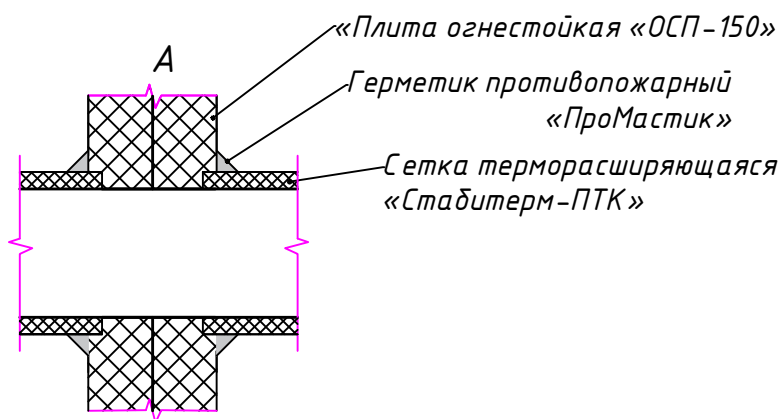 А
«Плита огнестойкая «ОСП-150»
Герметик противопожарный
«ПроМастик»
Сетка терморасширяющаяся
«Стабитерм-ПТК»